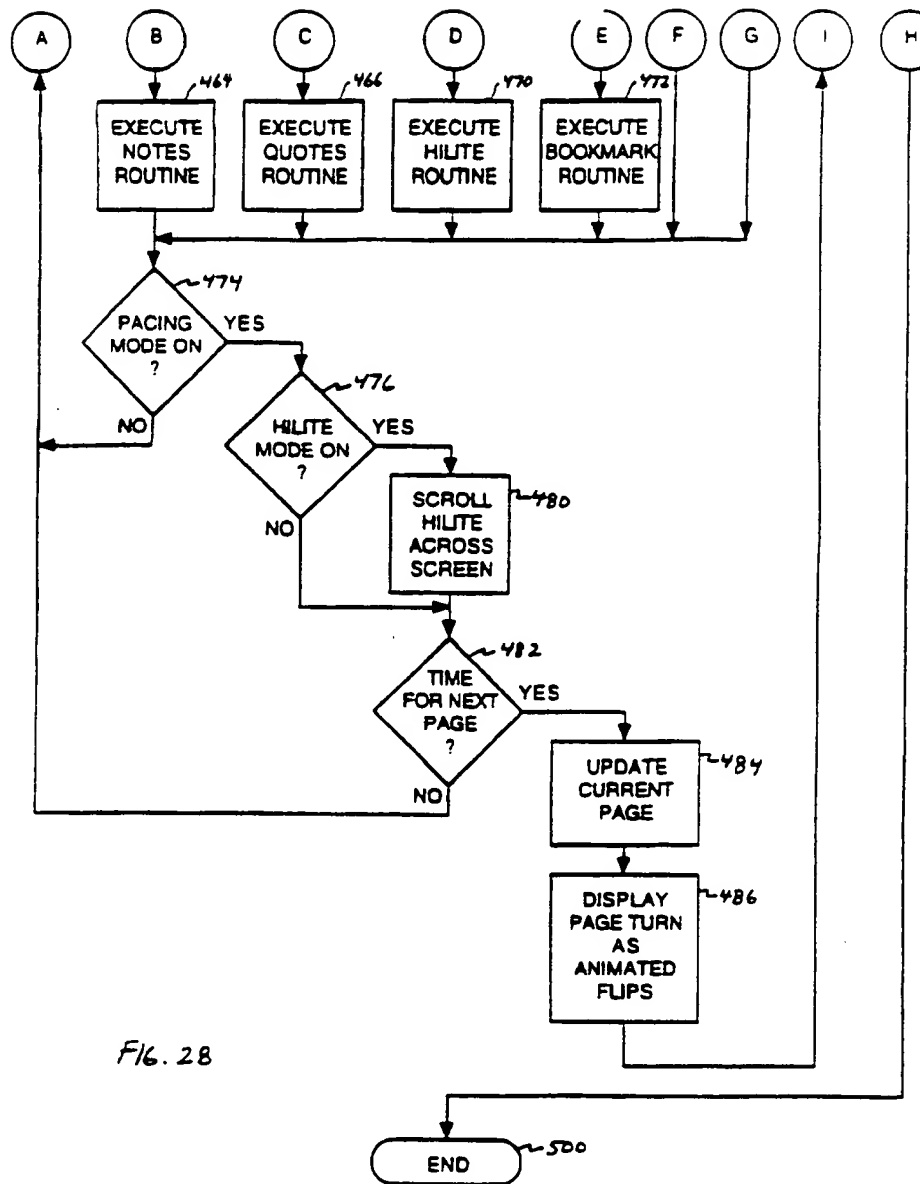 A
B
C
D
E
F
G
I
H
464
466
470
472
EXECUTE
NOTES
ROUTINE
EXECUTE
QUOTES
ROUTINE
EXECUTE
HILITE
ROUTINE
EXECUTE
BOOKMARK
ROUTINE
474
PACING
MODE ON
?
YES
NO
476
HILITE
MODE ON
?
YES
NO
480
SCROLL
HILITE
ACROSS
SCREEN
482
TIME
FOR NEXT
PAGE
?
YES
NO
484
UPDATE
CURRENT
PAGE
486
DISPLAY
PAGE TURN
AS
ANIMATED
FLIPS
FIG. 28
END
500